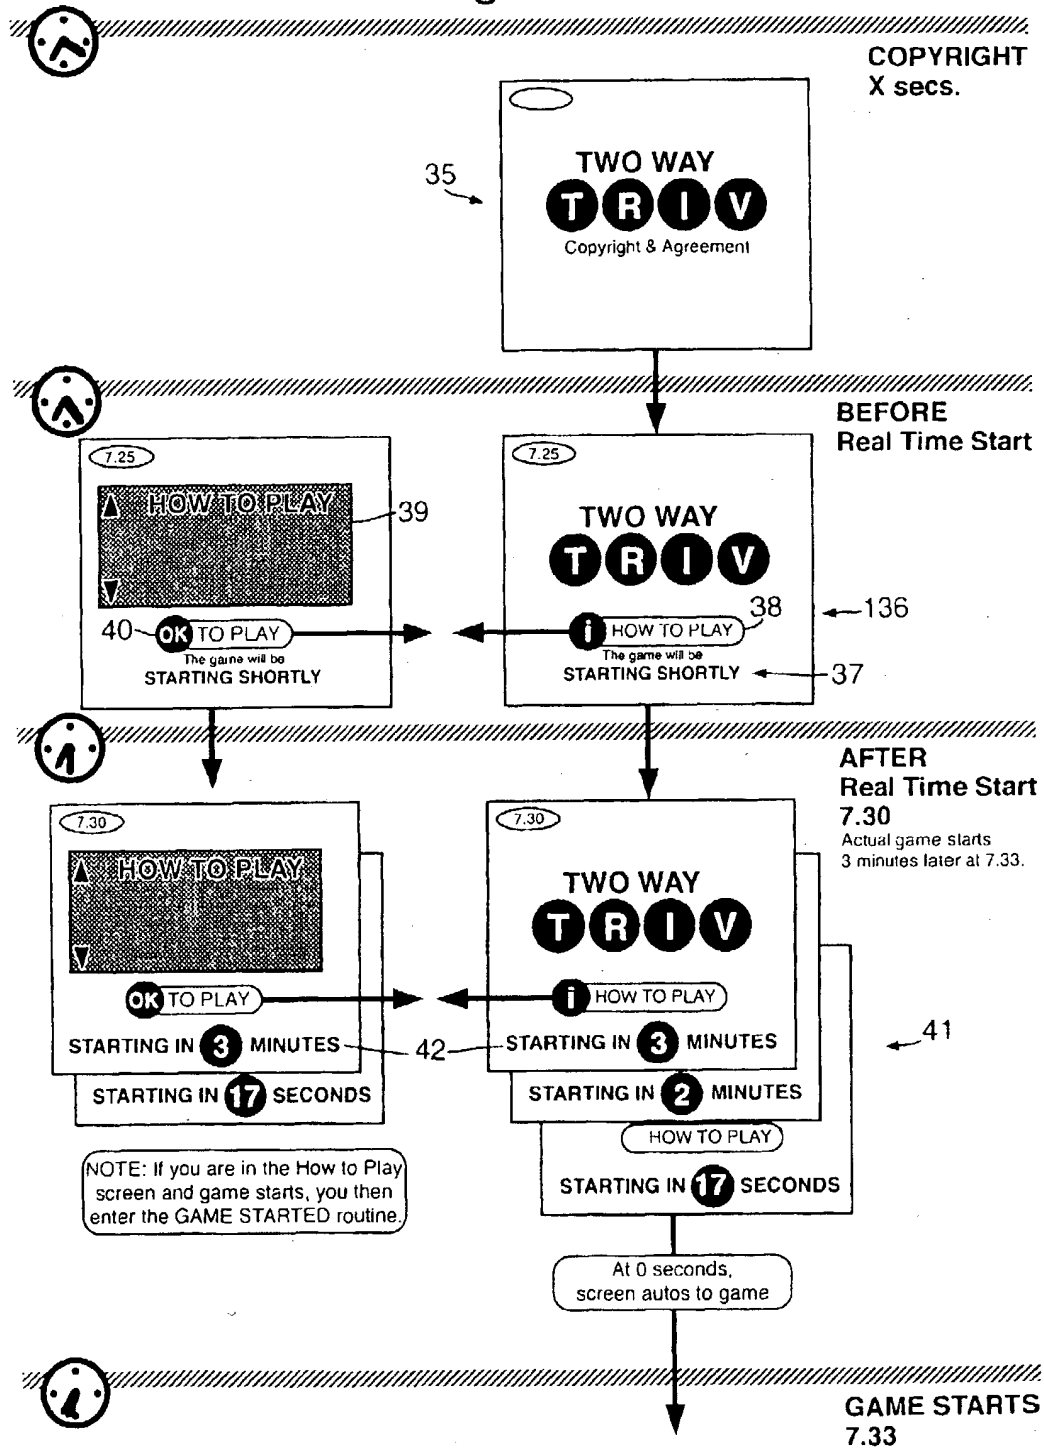 COPYRIGHT
X secs.
35
TWO WAY
TRIV
Copyright & Agreement
BEFORE
Real Time Start
7.25
HOW TO PLAY
39
40
OK TO PLAY
The game will be
STARTING SHORTLY
7.25
TWO WAY
TRIV
38
136
i HOW TO PLAY
The game will be
STARTING SHORTLY
37
AFTER
Real Time Start
7.30
Actual game starts
3 minutes later at 7.33.
7.30
HOW TO PLAY
OK TO PLAY
STARTING IN 3 MINUTES
42
STARTING IN 17 SECONDS
7.30
TWO WAY
TRIV
i HOW TO PLAY
STARTING IN 3 MINUTES
41
STARTING IN 2 MINUTES
HOW TO PLAY
STARTING IN 17 SECONDS
NOTE: If you are in the How to Play
screen and game starts, you then
enter the GAME STARTED routine.
At 0 seconds,
screen autos to game
GAME STARTS
7.33